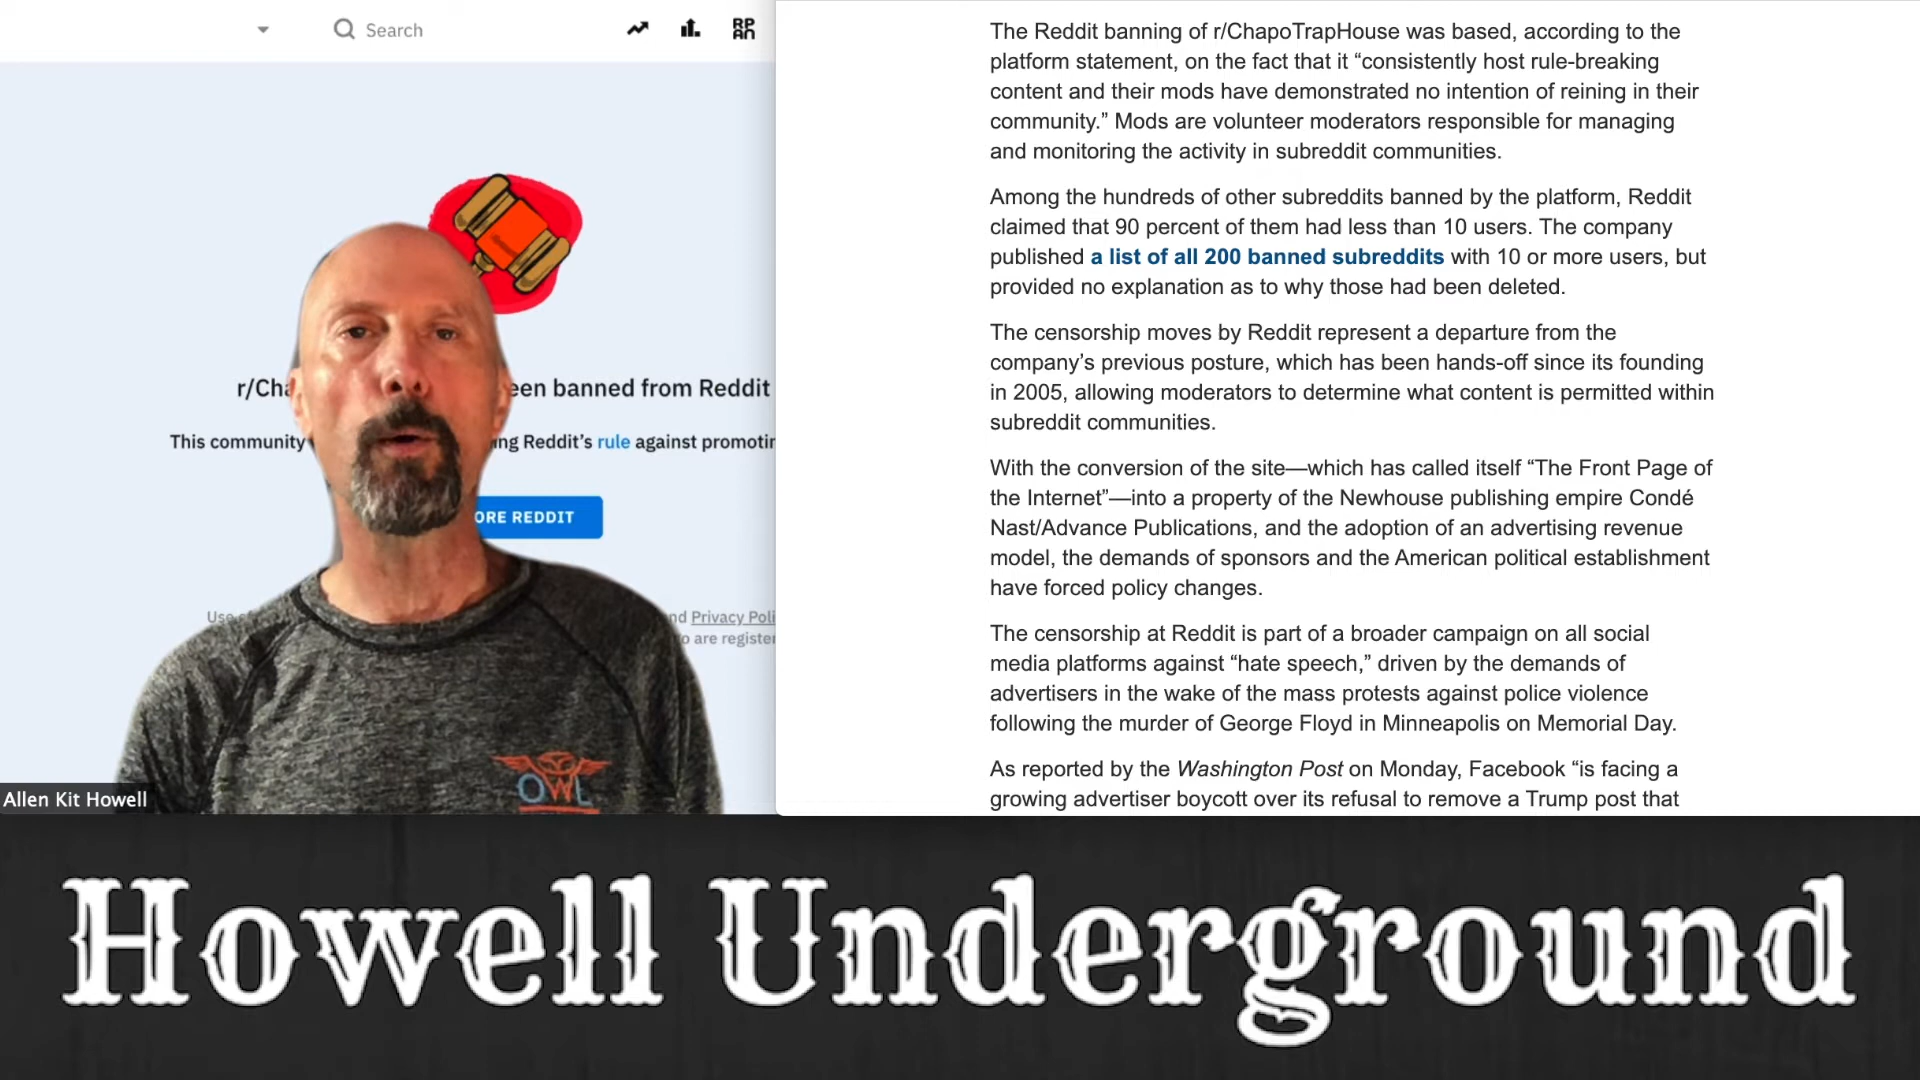 Search
RPAN
r/Cha
een banned from Reddit
This community
ng Reddit's rule against promotin
ORE REDDIT
Use
nd Privacy Poli
o are register
OWL
Allen Kit Howell
The Reddit banning of r/ChapoTrapHouse was based, according to the
platform statement, on the fact that it “consistently host rule-breaking
content and their mods have demonstrated no intention of reining in their
community.” Mods are volunteer moderators responsible for managing
and monitoring the activity in subreddit communities.
Among the hundreds of other subreddits banned by the platform, Reddit
claimed that 90 percent of them had less than 10 users. The company
published a list of all 200 banned subreddits with 10 or more users, but
provided no explanation as to why those had been deleted.
The censorship moves by Reddit represent a departure from the
company’s previous posture, which has been hands-off since its founding
in 2005, allowing moderators to determine what content is permitted within
subreddit communities.
With the conversion of the site—which has called itself “The Front Page of
the Internet”—into a property of the Newhouse publishing empire Condé
Nast/Advance Publications, and the adoption of an advertising revenue
model, the demands of sponsors and the American political establishment
have forced policy changes.
The censorship at Reddit is part of a broader campaign on all social
media platforms against “hate speech,” driven by the demands of
advertisers in the wake of the mass protests against police violence
following the murder of George Floyd in Minneapolis on Memorial Day.
As reported by the Washington Post on Monday, Facebook “is facing a
growing advertiser boycott over its refusal to remove a Trump post that
Howell Underground